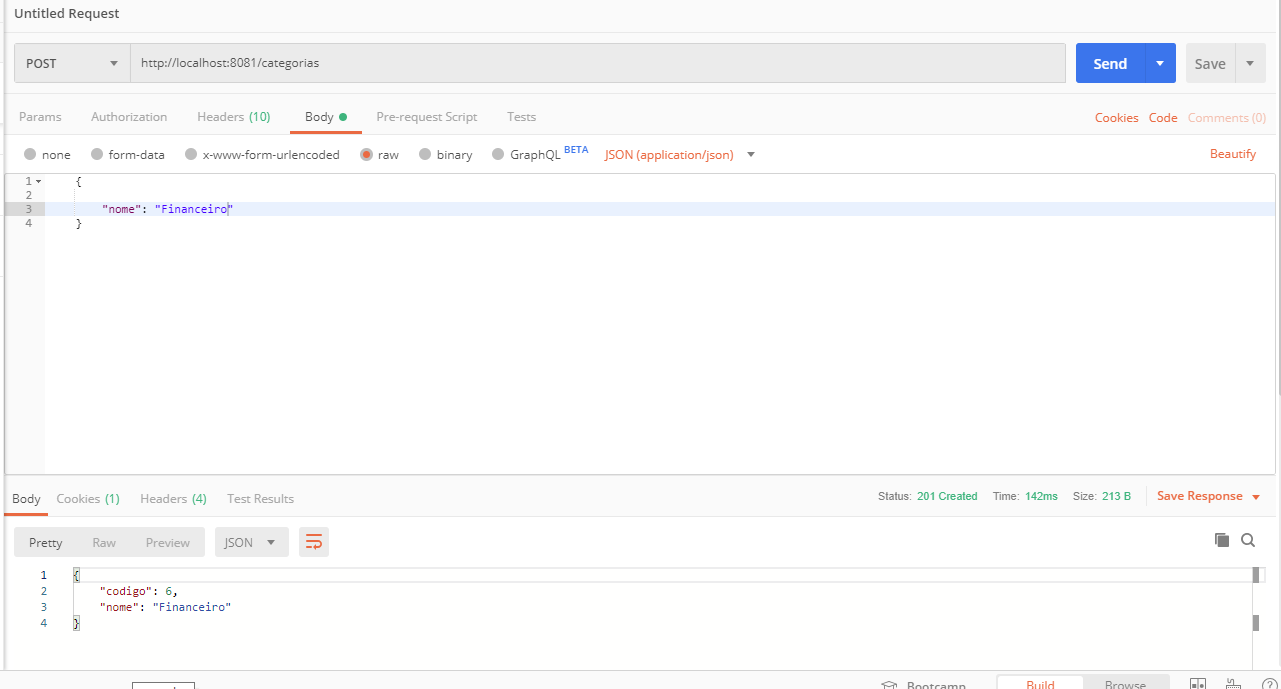 Untitled Request
POST http://localhost:8081/categorias Send Save
Params Authorization Headers (10) Body Pre-request Script Tests Cookies Code Comments (0)
none form-data x-www-form-urlencoded raw binary GraphQL BETA JSON (application/json) Beautify
1 {
2
3 "nome": "Financeiro"
4 }
Body Cookies (1) Headers (4) Test Results Status: 201 Created Time: 142ms Size: 213 B Save Response
Pretty Raw Preview JSON
1 {
2 "codigo": 6,
3 "nome": "Financeiro"
4 }
Bootcamp Build Browse ?